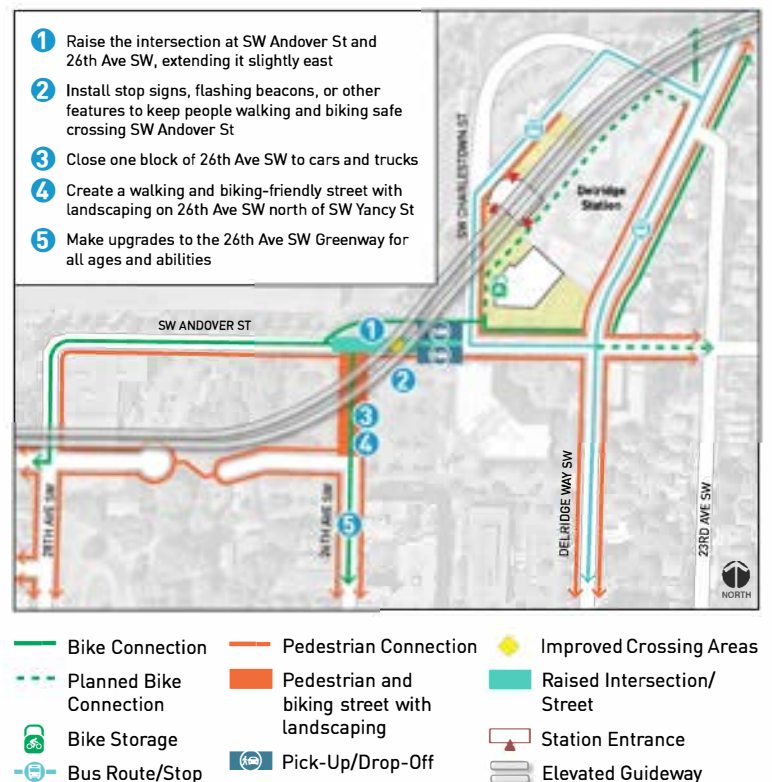 1 Raise the intersection at SW Andover St and
26th Ave SW, extending it slightly east
2 Install stop signs, flashing beacons, or other
features to keep people walking and biking safe
crossing SW Andover St
3 Close one block of 26th Ave SW to cars and trucks
4 Create a walking and biking-friendly street with
landscaping on 26th Ave SW north of SW Yancy St
5 Make upgrades to the 26th Ave SW Greenway for
all ages and abilities
SW CHARLESTOWN ST
Delridge
Station
SW ANDOVER ST
1
2
3
4
5
28TH AVE SW
26TH AVE SW
DELRIDGE WAY SW
23RD AVE SW
NORTH
Bike Connection
Planned Bike
Connection
Bike Storage
Bus Route/Stop
Pedestrian Connection
Pedestrian and
biking street with
landscaping
Pick-Up/Drop-Off
Improved Crossing Areas
Raised Intersection/
Street
Station Entrance
Elevated Guideway